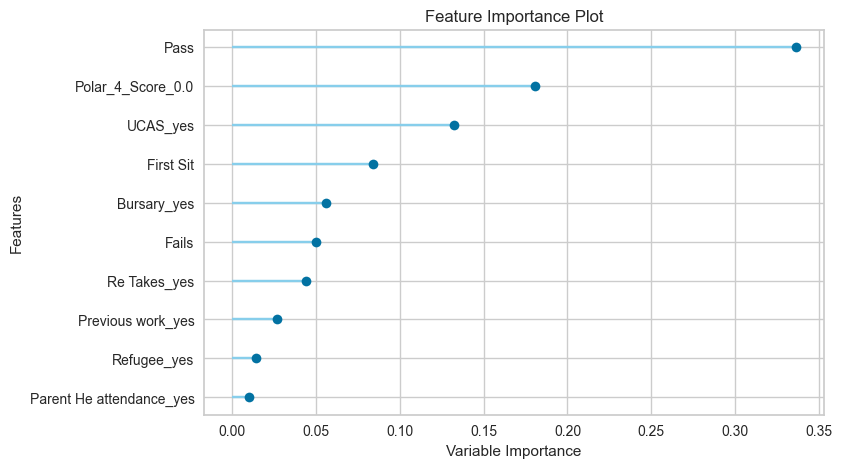 Feature Importance Plot
Pass
Polar_4_Score_0.0
UCAS_yes
First Sit
Bursary_yes
Fails
Re Takes_yes
Previous work_yes
Refugee_yes
Parent He attendance_yes
Features
0.00 0.05 0.10 0.15 0.20 0.25 0.30 0.35
Variable Importance